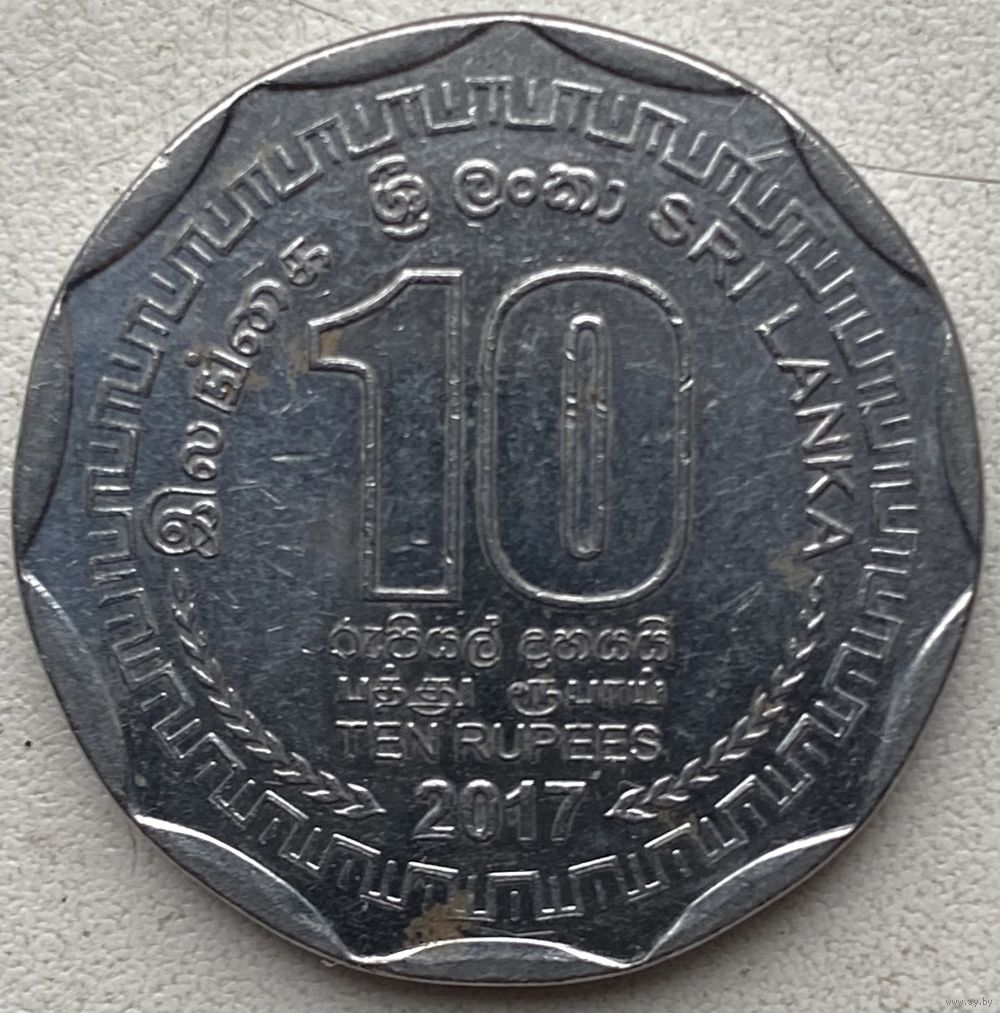 இலங்கை
ශ්‍රී ලංකා
SRI LANKA
10
රුපියල් දහයයි
பத்து ரூபாய்
TEN RUPEES
2017
www.ay.by